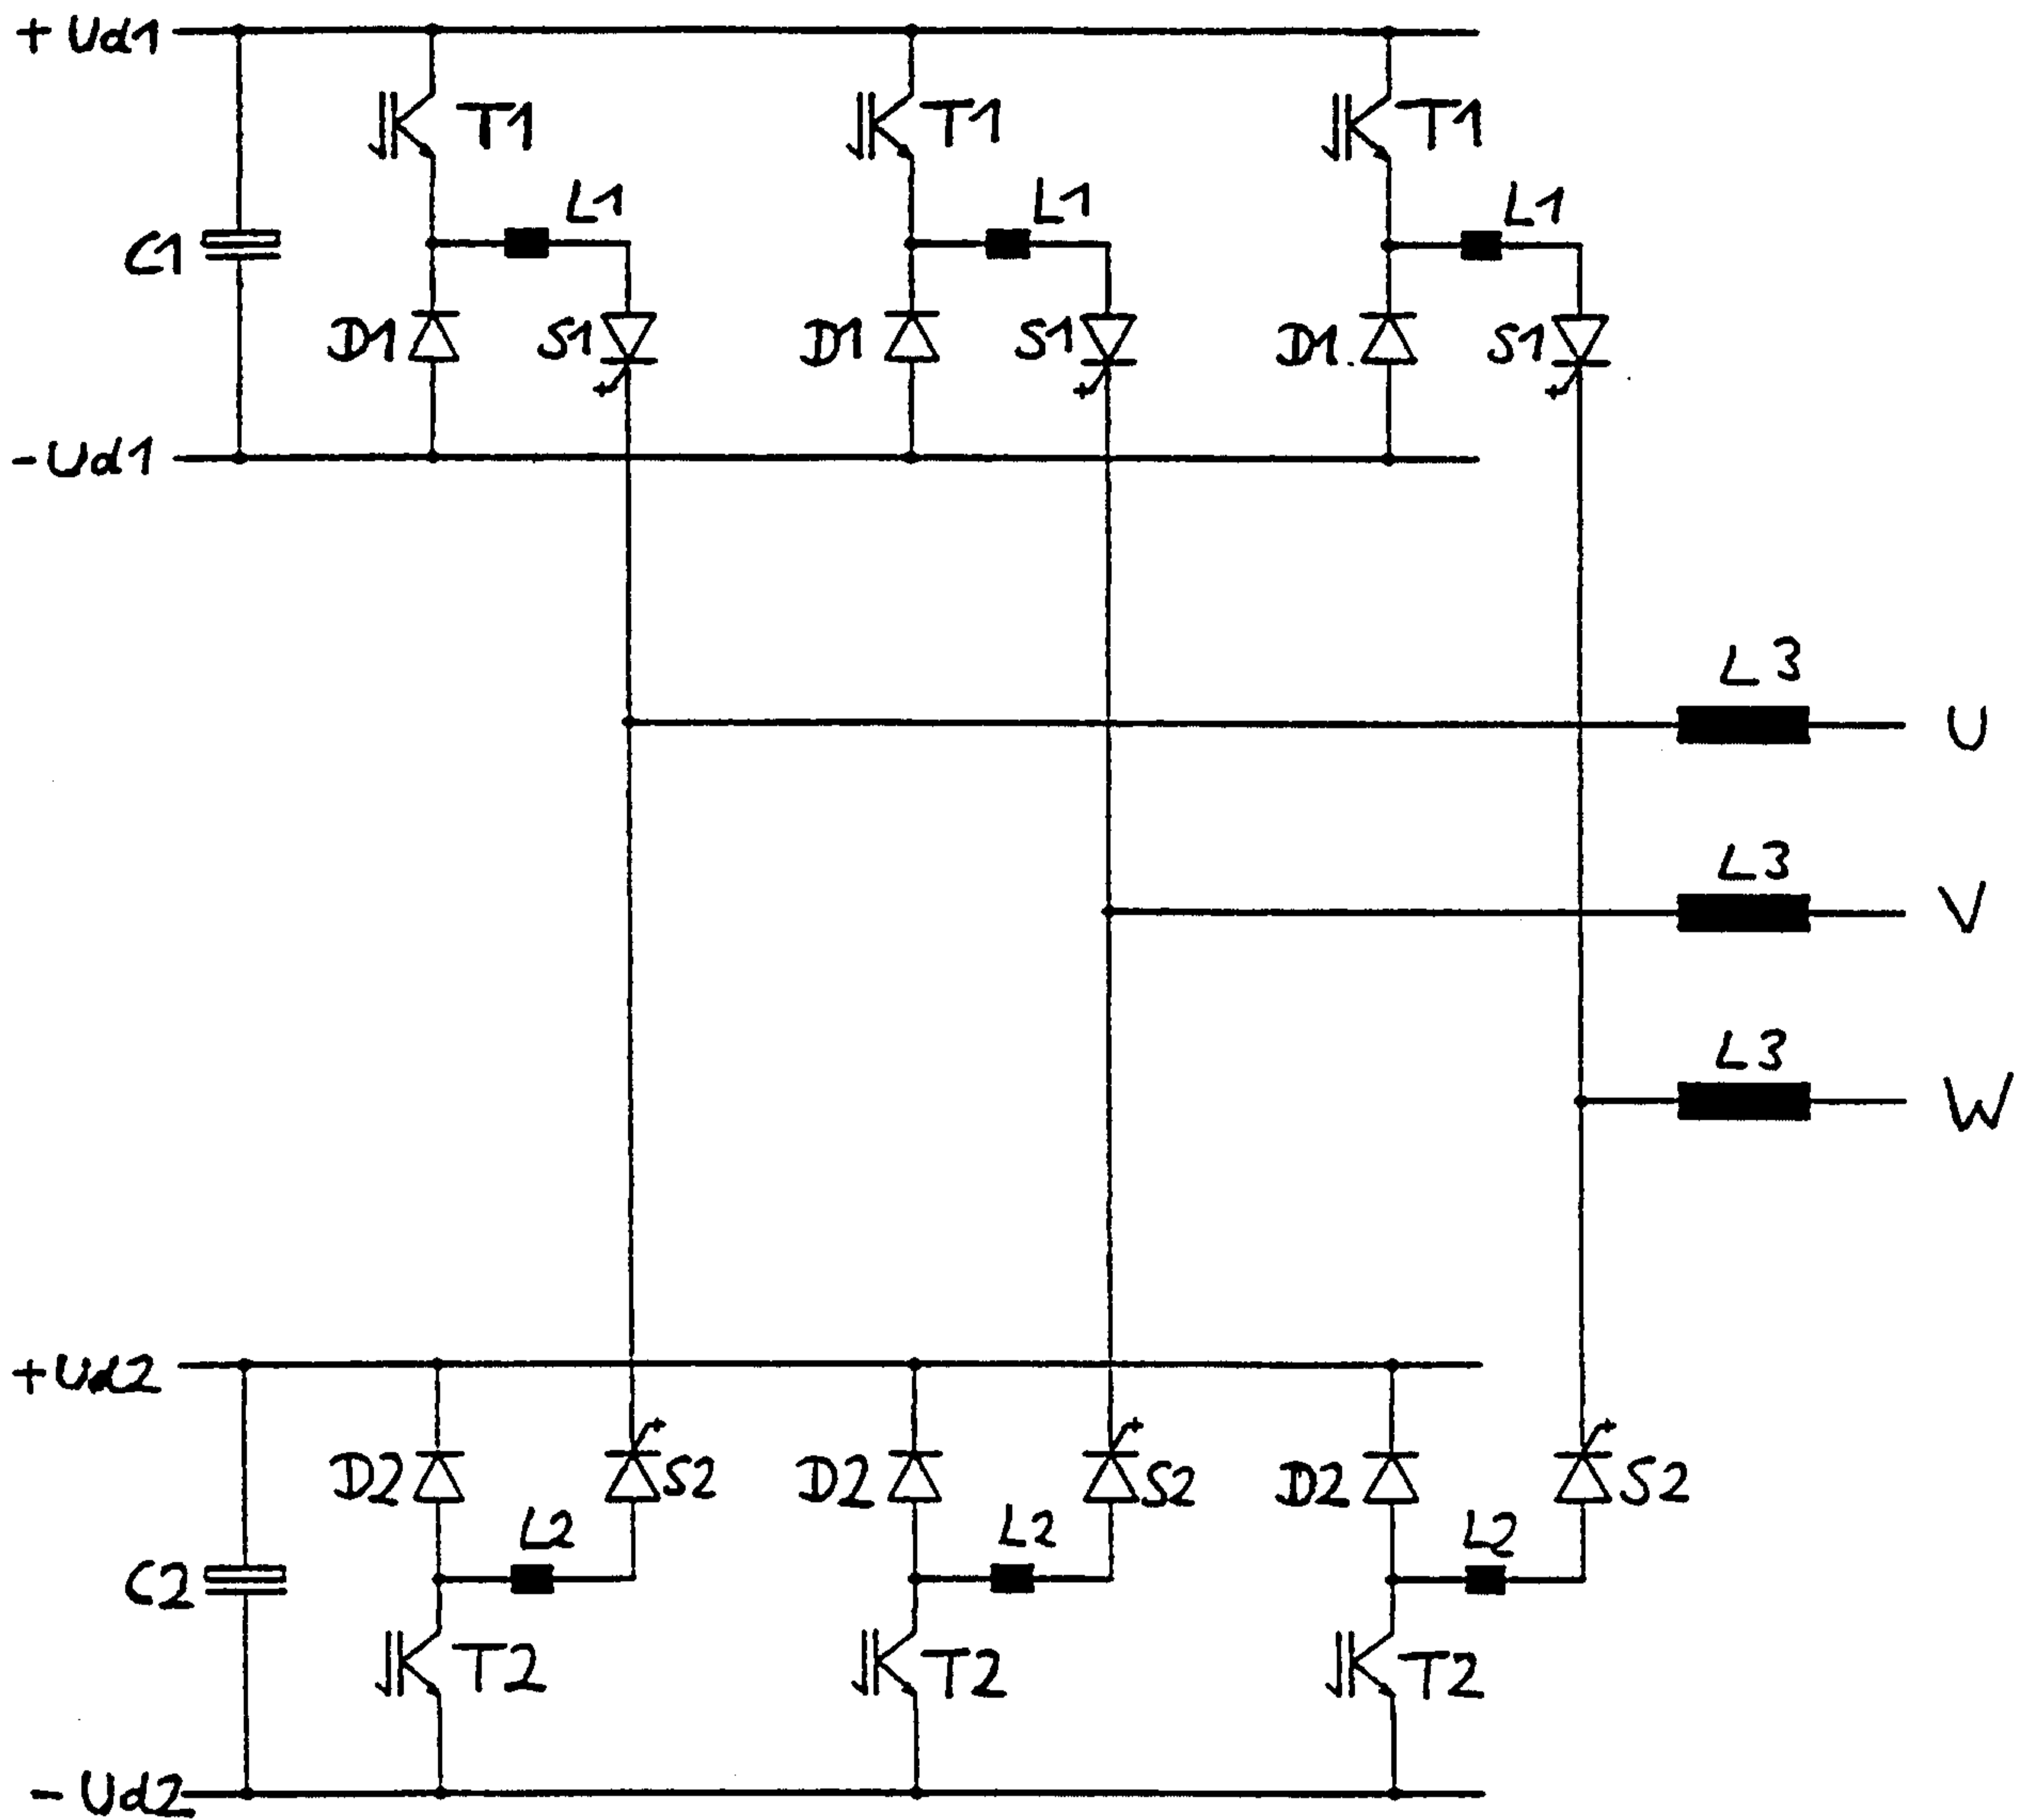 +Ud1
T1 T1 T1
L1 L1 L1
C1
D1 S1 D1 S1 D1. S1
-Ud1
L3
U
L3
V
L3
W
+Ud2
D2 S2 D2 S2 D2 S2
L2 L2 L2
C2
T2 T2 T2
-Ud2